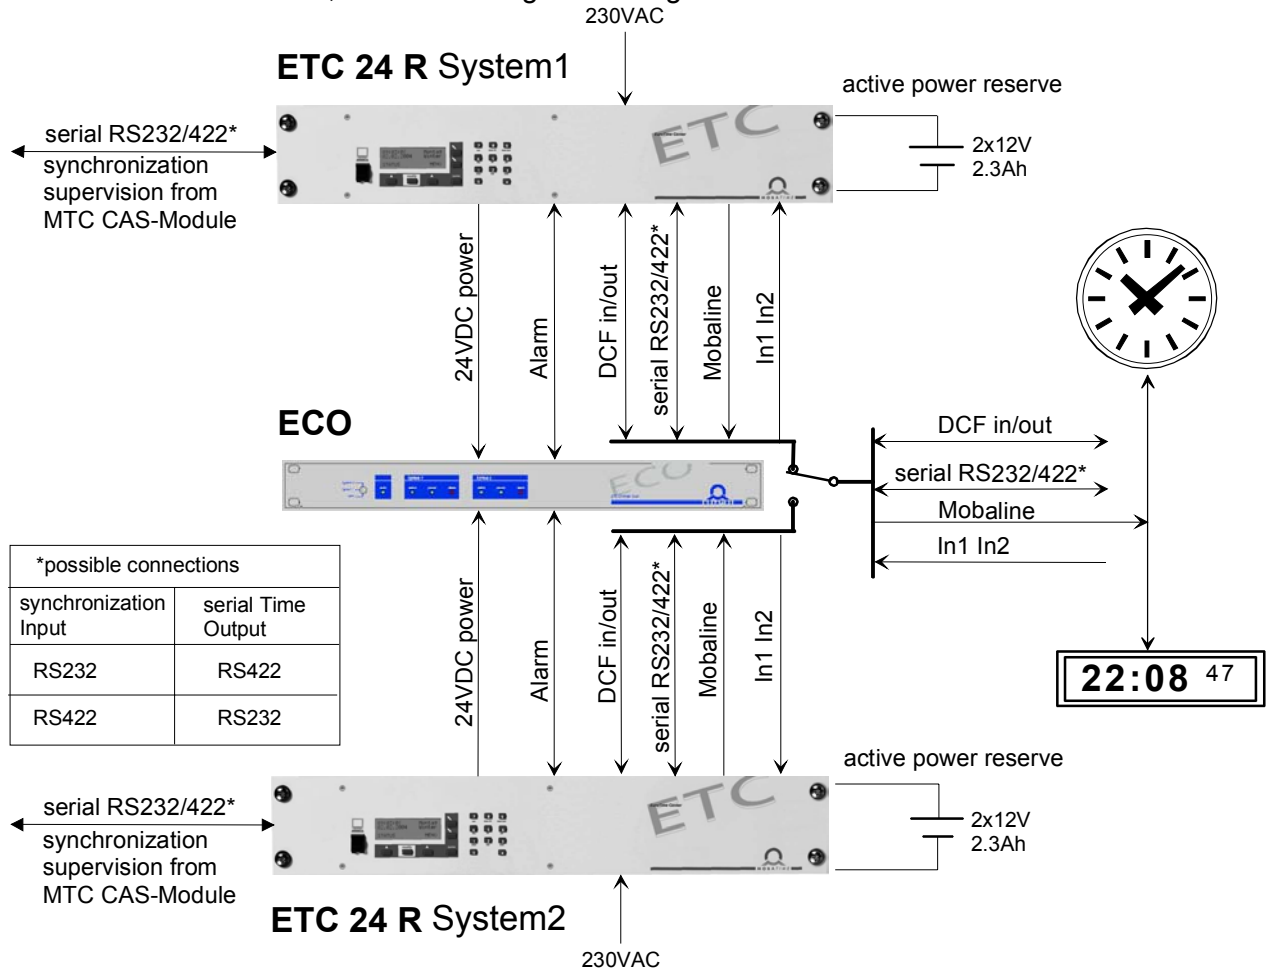 230VAC
ETC 24 R System1
active power reserve
serial RS232/422*
synchronization
supervision from
MTC CAS-Module
ETC
2x12V
2.3Ah
24VDC power
Alarm
DCF in/out
serial RS232/422*
Mobaline
In1 In2
ECO
ECO
DCF in/out
serial RS232/422*
Mobaline
In1 In2
*possible connections
synchronization
Input
serial Time
Output
RS232
RS422
RS422
RS232
24VDC power
Alarm
DCF in/out
serial RS232/422*
Mobaline
In1 In2
22:08 47
active power reserve
serial RS232/422*
synchronization
supervision from
MTC CAS-Module
ETC
2x12V
2.3Ah
ETC 24 R System2
230VAC